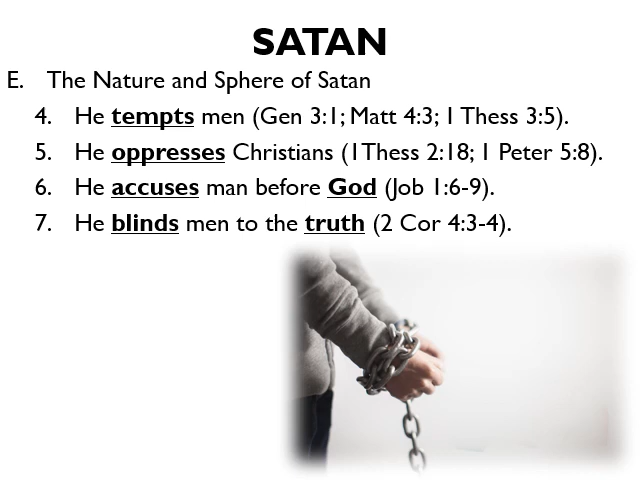 SATAN
E. The Nature and Sphere of Satan
4. He tempts men (Gen 3:1; Matt 4:3; 1 Thess 3:5).
5. He oppresses Christians (1Thess 2:18; 1 Peter 5:8).
6. He accuses man before God (Job 1:6-9).
7. He blinds men to the truth (2 Cor 4:3-4).